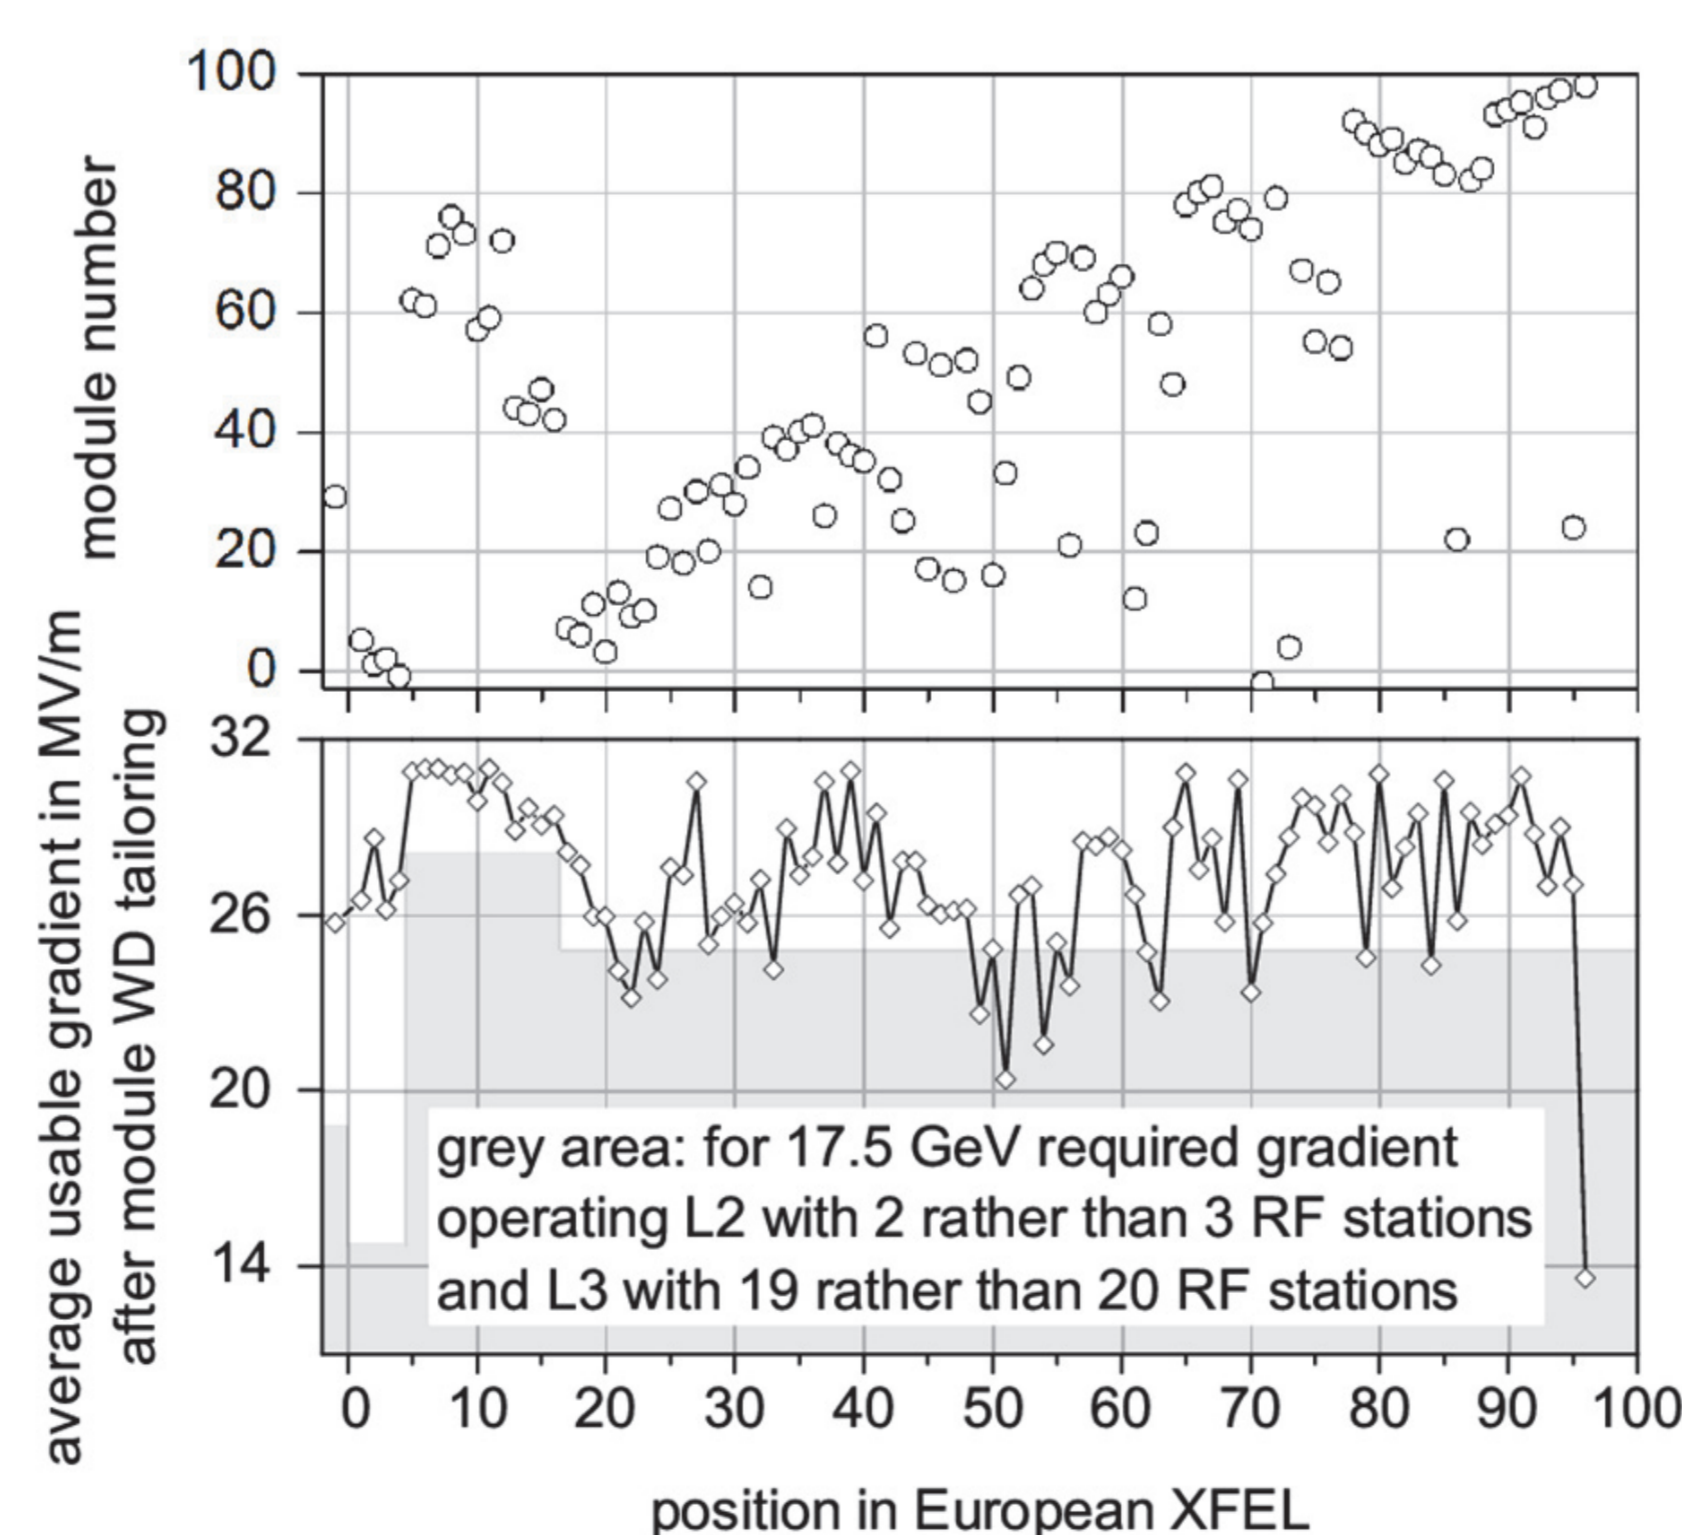 100
80
60
40
20
0
module number
32
26
20
14
average usable gradient in MV/m
after module WD tailoring
grey area: for 17.5 GeV required gradient
operating L2 with 2 rather than 3 RF stations
and L3 with 19 rather than 20 RF stations
0 10 20 30 40 50 60 70 80 90 100
position in European XFEL